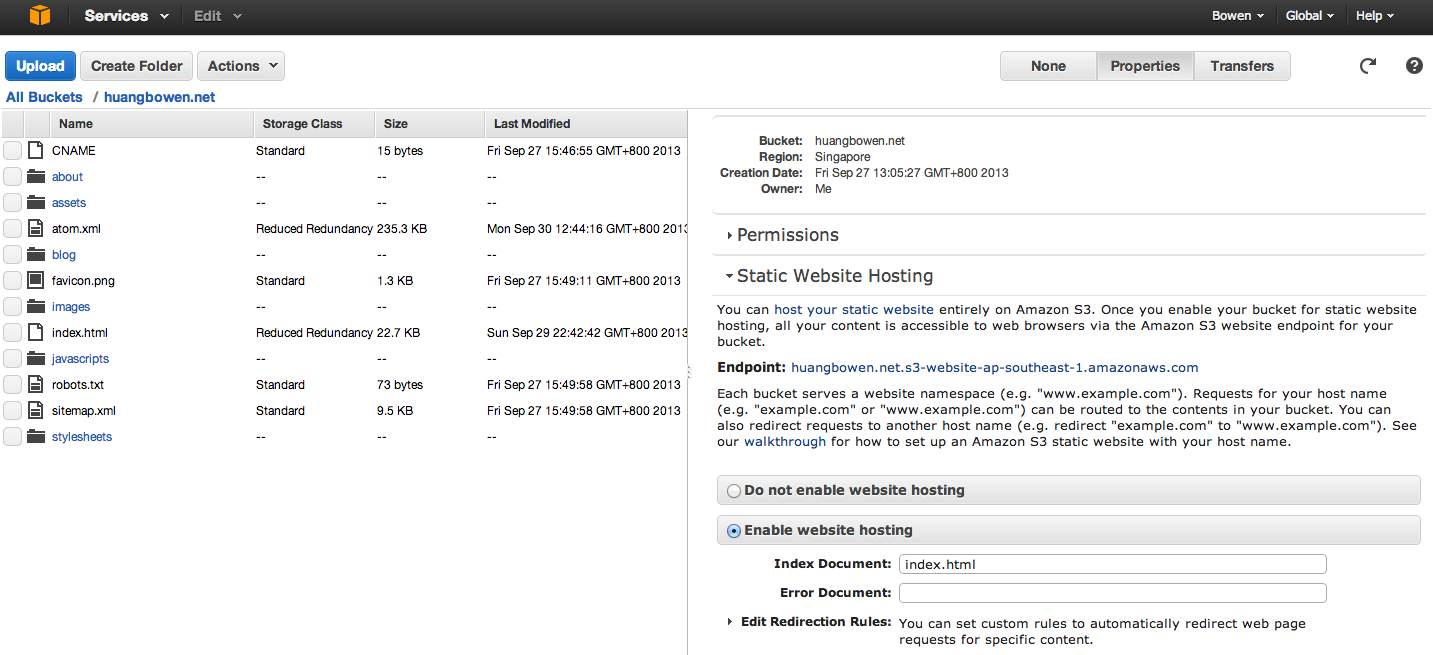 Services Edit Bowen Global Help
Upload Create Folder Actions None Properties Transfers
All Buckets / huangbowen.net
Name Storage Class Size Last Modified
CNAME Standard 15 bytes Fri Sep 27 15:46:55 GMT+800 2013
about -- -- --
assets -- -- --
atom.xml Reduced Redundancy 235.3 KB Mon Sep 30 12:44:16 GMT+800 2013
blog -- -- --
favicon.png Standard 1.3 KB Fri Sep 27 15:49:11 GMT+800 2013
images -- -- --
index.html Reduced Redundancy 22.7 KB Sun Sep 29 22:42:42 GMT+800 2013
javascripts -- -- --
robots.txt Standard 73 bytes Fri Sep 27 15:49:58 GMT+800 2013
sitemap.xml Standard 9.5 KB Fri Sep 27 15:49:58 GMT+800 2013
stylesheets -- -- --
Bucket: huangbowen.net
Region: Singapore
Creation Date: Fri Sep 27 13:05:27 GMT+800 2013
Owner: Me
Permissions
Static Website Hosting
You can host your static website entirely on Amazon S3. Once you enable your bucket for static website
hosting, all your content is accessible to web browsers via the Amazon S3 website endpoint for your
bucket.
Endpoint: huangbowen.net.s3-website-ap-southeast-1.amazonaws.com
Each bucket serves a website namespace (e.g. "www.example.com"). Requests for your host name
(e.g. "example.com" or "www.example.com") can be routed to the contents in your bucket. You can
also redirect requests to another host name (e.g. redirect "example.com" to "www.example.com"). See
our walkthrough for how to set up an Amazon S3 static website with your host name.
Do not enable website hosting
Enable website hosting
Index Document: index.html
Error Document:
Edit Redirection Rules: You can set custom rules to automatically redirect web page
requests for specific content.